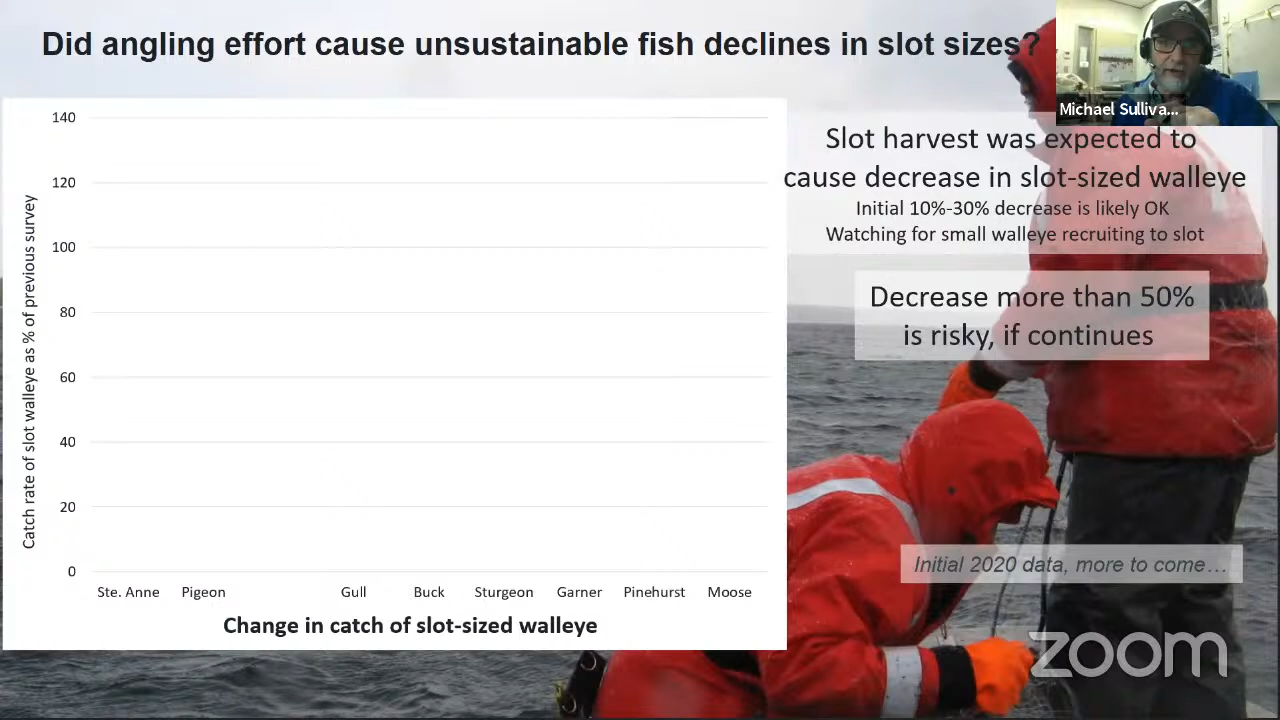 Did angling effort cause unsustainable fish declines in slot sizes?
Michael Sulliva...
Slot harvest was expected to
cause decrease in slot-sized walleye
Initial 10%-30% decrease is likely OK
Watching for small walleye recruiting to slot
Decrease more than 50%
is risky, if continues
Initial 2020 data, more to come…
Catch rate of slot walleye as % of previous survey
140
120
100
80
60
40
20
0
Ste. Anne Pigeon Gull Buck Sturgeon Garner Pinehurst Moose
Change in catch of slot-sized walleye
zoom